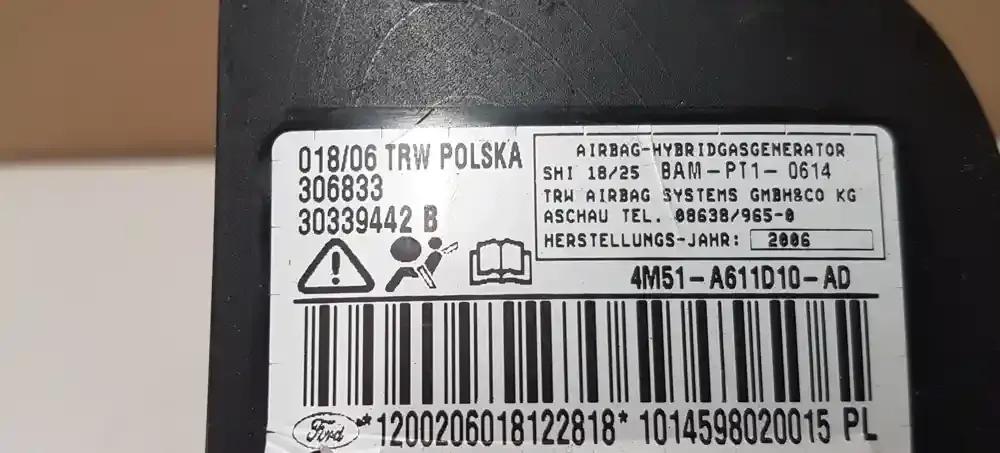 018/06 TRW POLSKA
306833
30339442 B
AIRBAG-HYBRIDGASGENERATOR
SHI 18/25 BAM-PT1-0614
TRW AIRBAG SYSTEMS GMBH&CO KG
ASCHAU TEL. 08638/965-0
HERSTELLUNGS-JAHR: 2006
4M51-A611D10-AD
Ford *1200206018122818* 1014598020015 PL